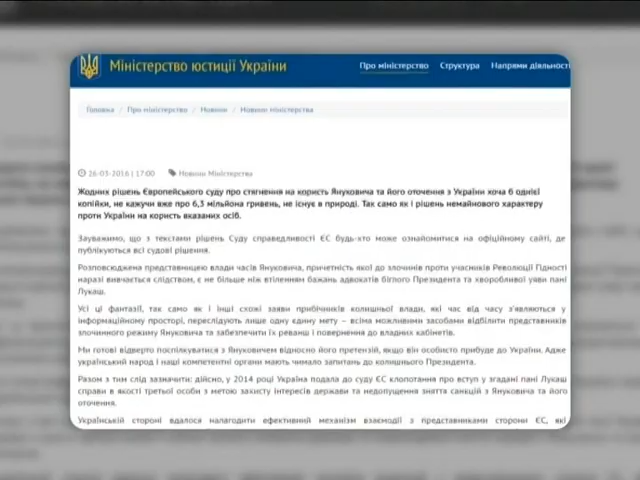 Міністерство юстиції України
Про міністерство Структура Напрями діяльності
Головна / Про міністерство / Новини / Новини міністерства
26-03-2016 | 17:00 Новини Міністерства
Жодних рішень Європейського суду про стягнення на користь Януковича та його оточення з України хоча б однієї
копійки, не кажучи вже про 6,3 мільйона гривень, не існує в природі. Так само як і рішень немайнового характеру
проти України на користь вказаних осіб.
Зауважимо, що з текстами рішень Суду справедливості ЄС будь-хто може ознайомитися на офіційному сайті, де
публікуються всі судові рішення.
Розповсюджена представницею влади часів Януковича, причетність якої до злочинів проти учасників Революції Гідності
наразі вивчається слідством, є не більше ніж втіленням бажань адвокатів біглого Президента та хворобливої уяви пані
Лукаш.
Усі ці фантазії, так само як і інші схожі заяви прибічників колишньої влади, які час від часу з'являються у
інформаційному просторі, переслідують лише одну єдину мету – всіма можливими засобами відбілити представників
злочинного режиму Януковича та забезпечити їх реванш і повернення до владних кабінетів.
Ми готові відверто поспілкуватися з Януковичем відносно його претензій, якщо він особисто прибуде до України. Адже
український народ і наші компетентні органи мають чимало запитань до колишнього Президента.
Разом з тим слід зазначити: дійсно, у 2014 році Україна подала до суду ЄС клопотання про вступ у згадані пані Лукаш
справи в якості третьої особи з метою захисту інтересів держави та недопущення зняття санкцій з Януковича та його
оточення.
Українській стороні вдалося налагодити ефективний механізм взаємодії з представниками сторони ЄС, які